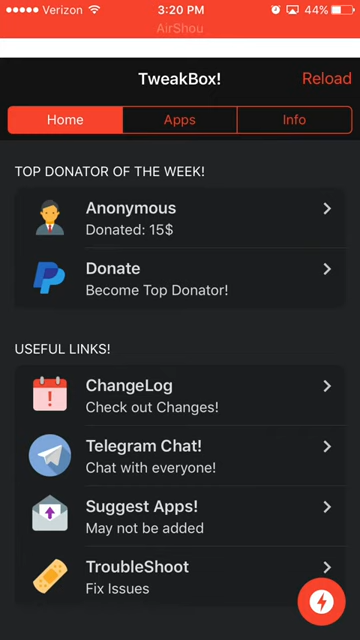 Verizon 3:20 PM 44%
AirShou
TweakBox! Reload
Home Apps Info
TOP DONATOR OF THE WEEK!
Anonymous
Donated: 15$
Donate
Become Top Donator!
USEFUL LINKS!
ChangeLog
Check out Changes!
Telegram Chat!
Chat with everyone!
Suggest Apps!
May not be added
TroubleShoot
Fix Issues